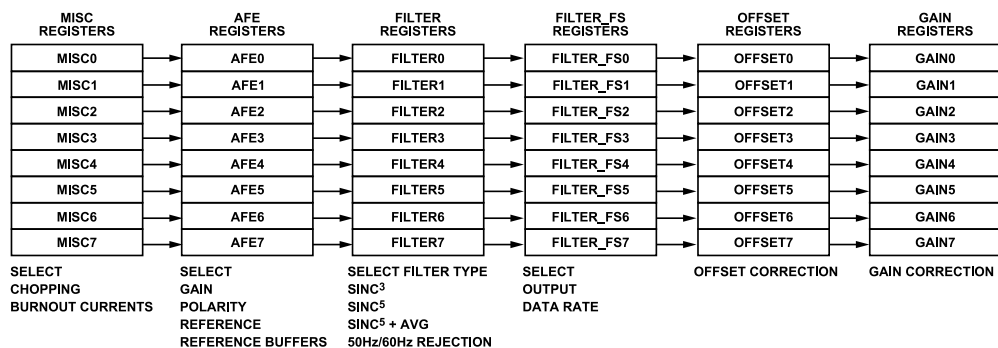 MISC
REGISTERS
MISC0
MISC1
MISC2
MISC3
MISC4
MISC5
MISC6
MISC7
SELECT
CHOPPING
BURNOUT CURRENTS
AFE
REGISTERS
AFE0
AFE1
AFE2
AFE3
AFE4
AFE5
AFE6
AFE7
SELECT
GAIN
POLARITY
REFERENCE
REFERENCE BUFFERS
FILTER
REGISTERS
FILTER0
FILTER1
FILTER2
FILTER3
FILTER4
FILTER5
FILTER6
FILTER7
SELECT FILTER TYPE
SINC³
SINC⁵
SINC⁵ + AVG
50Hz/60Hz REJECTION
FILTER_FS
REGISTERS
FILTER_FS0
FILTER_FS1
FILTER_FS2
FILTER_FS3
FILTER_FS4
FILTER_FS5
FILTER_FS6
FILTER_FS7
SELECT
OUTPUT
DATA RATE
OFFSET
REGISTERS
OFFSET0
OFFSET1
OFFSET2
OFFSET3
OFFSET4
OFFSET5
OFFSET6
OFFSET7
OFFSET CORRECTION
GAIN
REGISTERS
GAIN0
GAIN1
GAIN2
GAIN3
GAIN4
GAIN5
GAIN6
GAIN7
GAIN CORRECTION